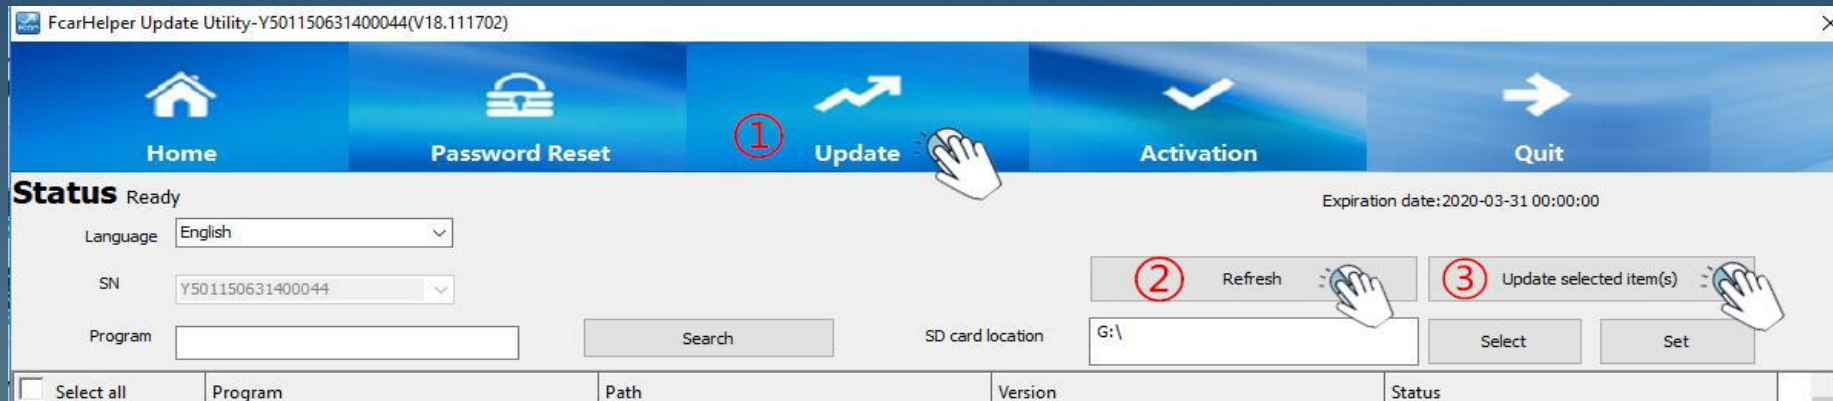 FcarHelper Update Utility-Y501150631400044(V18.111702)
Home
Password Reset
① Update
Activation
Quit
Status Ready
Expiration date:2020-03-31 00:00:00
Language English
② Refresh
③ Update selected item(s)
SN Y501150631400044
Program
Search
SD card location G:\
Select
Set
Select all Program Path Version Status